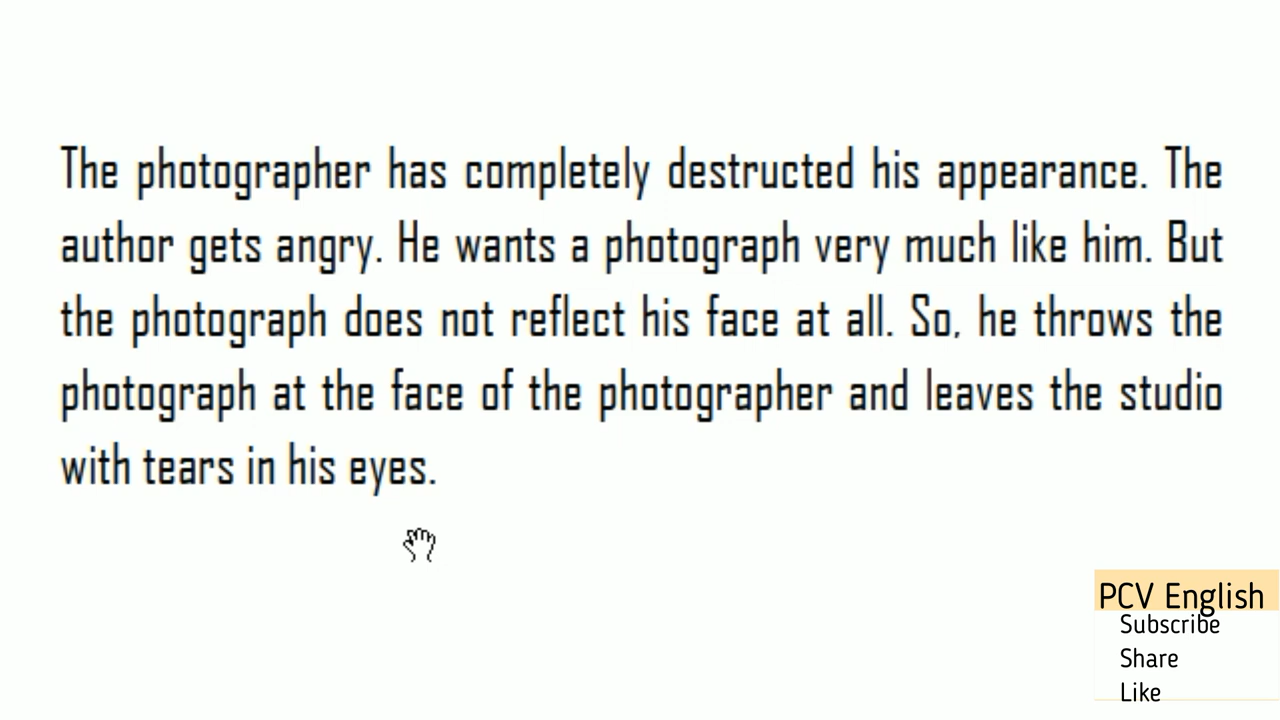 The photographer has completely destructed his appearance. The
author gets angry. He wants a photograph very much like him. But
the photograph does not reflect his face at all. So, he throws the
photograph at the face of the photographer and leaves the studio
with tears in his eyes.
PCV English
Subscribe
Share
Like